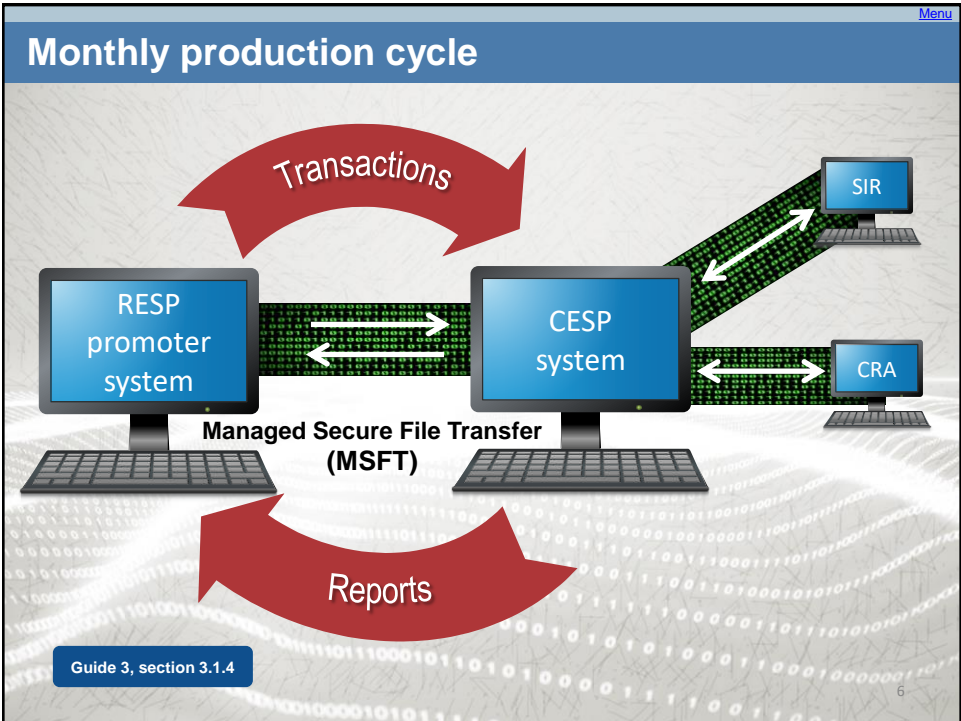 Menu
Monthly production cycle
Transactions
SIR
RESP
promoter
system
CESP
system
CRA
Managed Secure File Transfer
(MSFT)
Reports
Guide 3, section 3.1.4
6